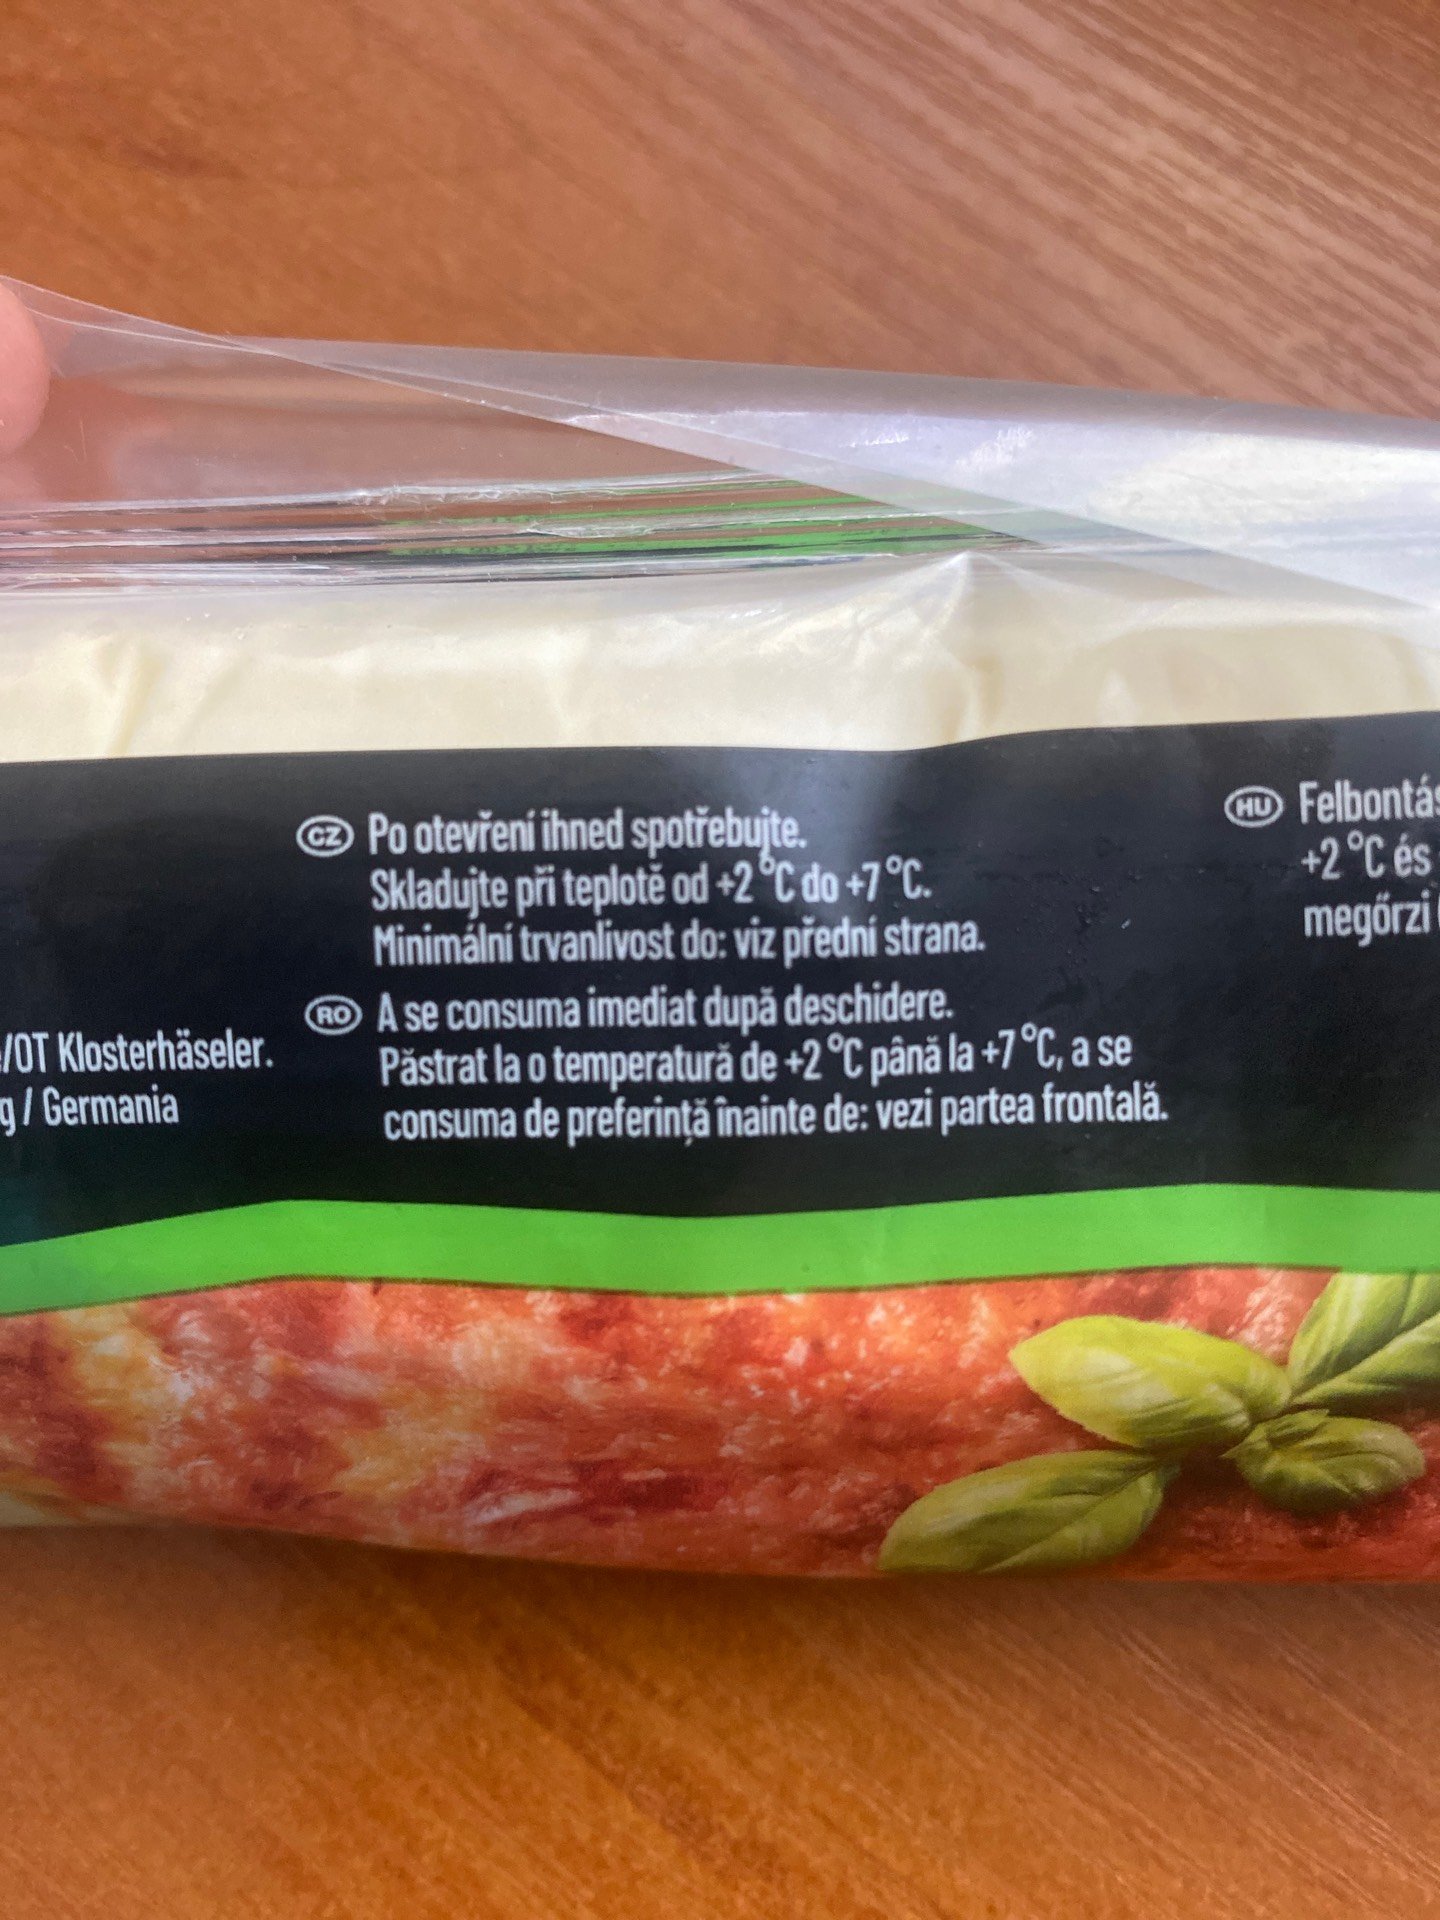 CZ Po otevření ihned spotřebujte.
Skladujte při teplotě od +2 °C do +7 °C.
Minimální trvanlivost do: viz přední strana.
RO A se consuma imediat după deschidere.
Păstrat la o temperatură de +2 °C până la +7 °C, a se
consuma de preferință înainte de: vezi partea frontală.
/OT Klosterhäseler.
g / Germania
HU Felbontás
+2 °C és
megőrzi